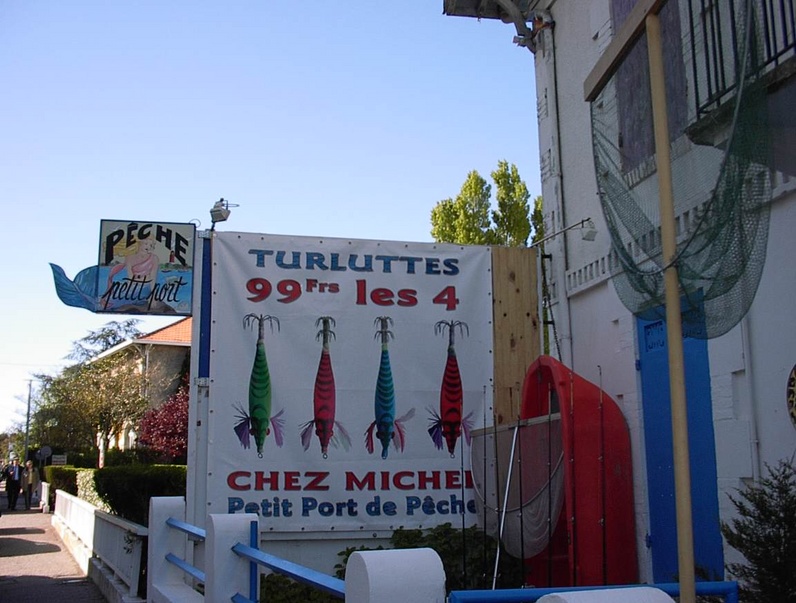 PÊCHE
petit port
TURLUTTES
99Frs les 4
CHEZ MICHEL
Petit Port de Pêche